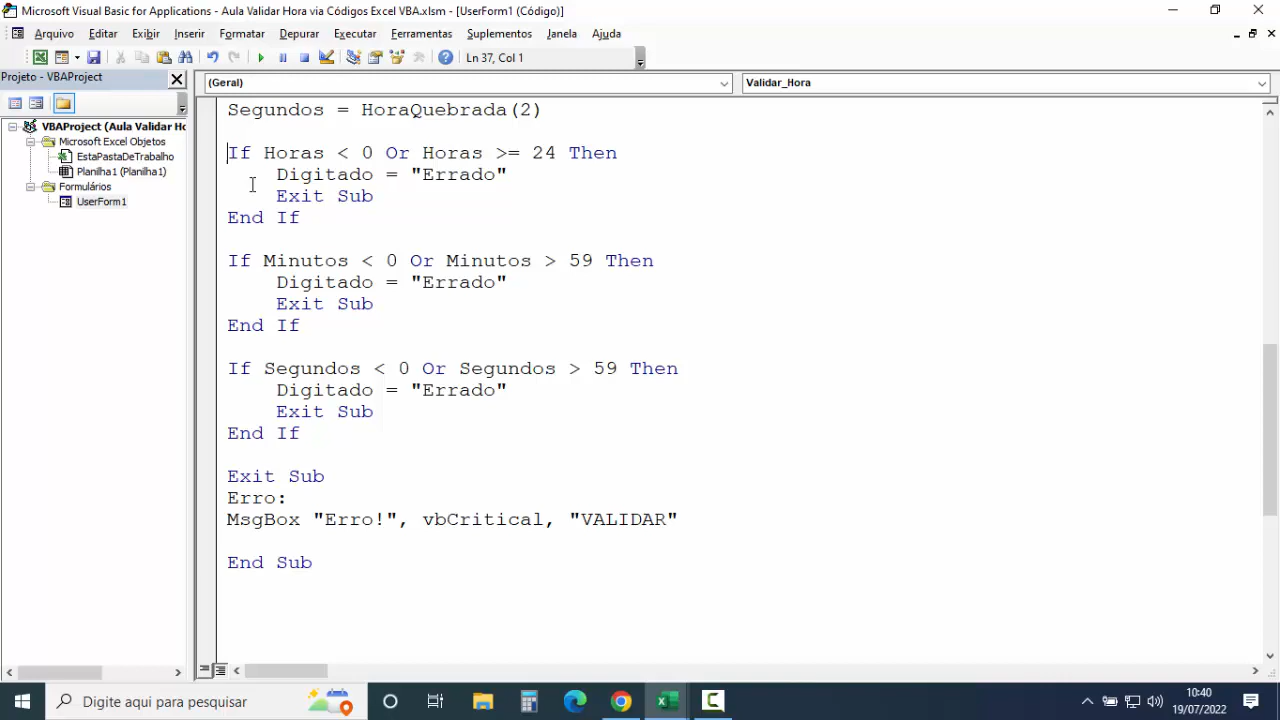 Microsoft Visual Basic for Applications - Aula Validar Hora via Códigos Excel VBA.xlsm - [UserForm1 (Código)]
Arquivo Editar Exibir Inserir Formatar Depurar Executar Ferramentas Suplementos Janela Ajuda
Ln 37, Col 1
Projeto - VBAProject
(Geral)
Validar_Hora
VBAProject (Aula Validar Ho
Microsoft Excel Objetos
EstaPastaDeTrabalho
Planilha1 (Planilha1)
Formulários
UserForm1
Segundos = HoraQuebrada(2)
If Horas < 0 Or Horas >= 24 Then
Digitado = "Errado"
Exit Sub
End If
If Minutos < 0 Or Minutos > 59 Then
Digitado = "Errado"
Exit Sub
End If
If Segundos < 0 Or Segundos > 59 Then
Digitado = "Errado"
Exit Sub
End If
Exit Sub
Erro:
MsgBox "Erro!", vbCritical, "VALIDAR"
End Sub
Digite aqui para pesquisar
10:40
19/07/2022